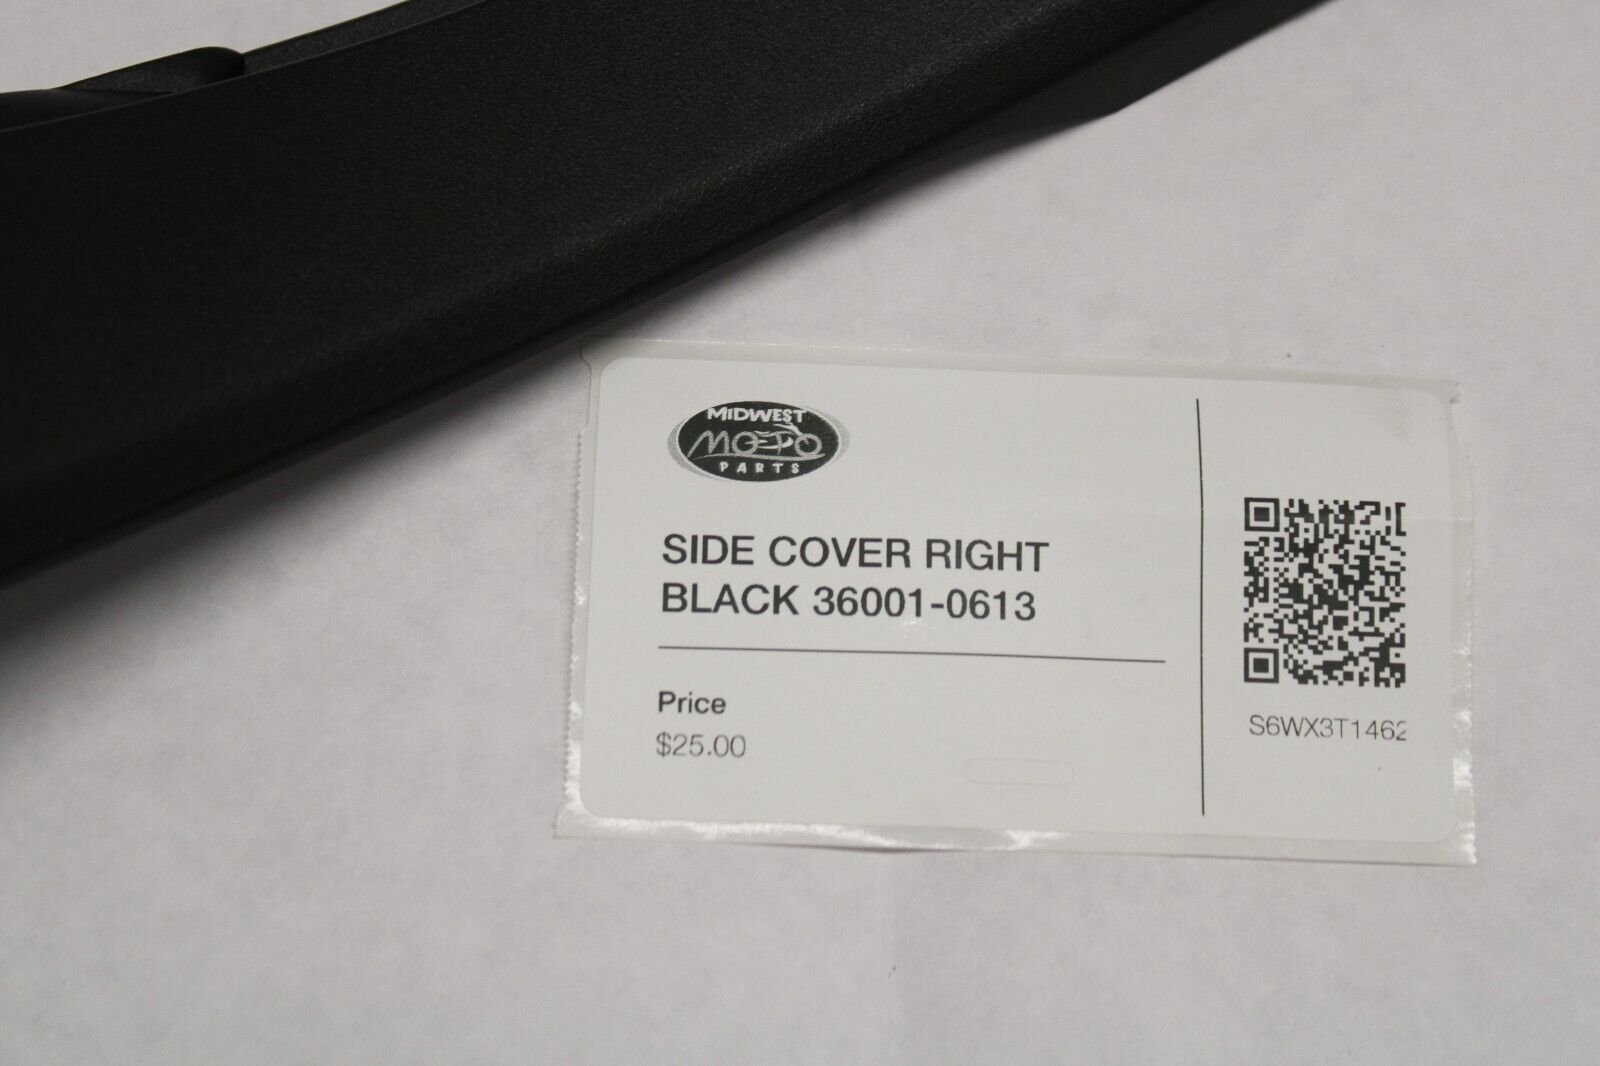 MIDWEST
MOTO
PARTS
SIDE COVER RIGHT
BLACK 36001-0613
Price
$25.00
S6WX3T1462